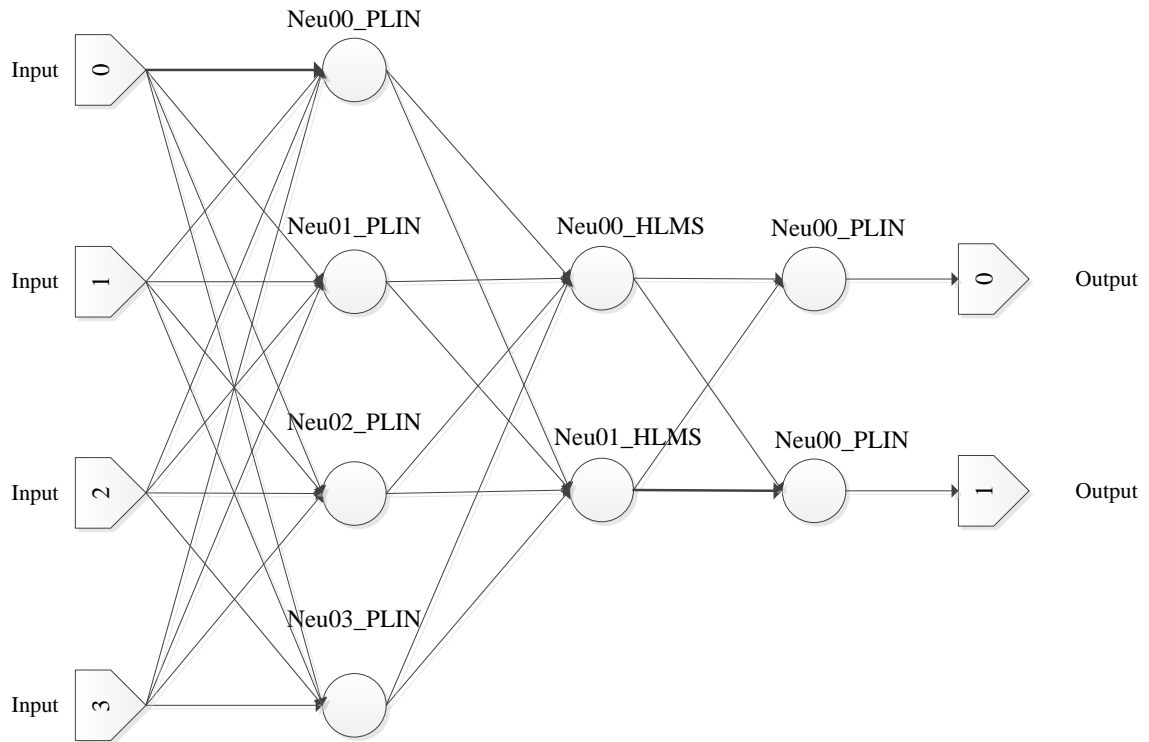 Neu00_PLIN
Input 0
Neu01_PLIN
Neu00_HLMS
Neu00_PLIN
Input 1
0 Output
Neu02_PLIN
Neu01_HLMS
Neu00_PLIN
Input 2
1 Output
Neu03_PLIN
Input 3